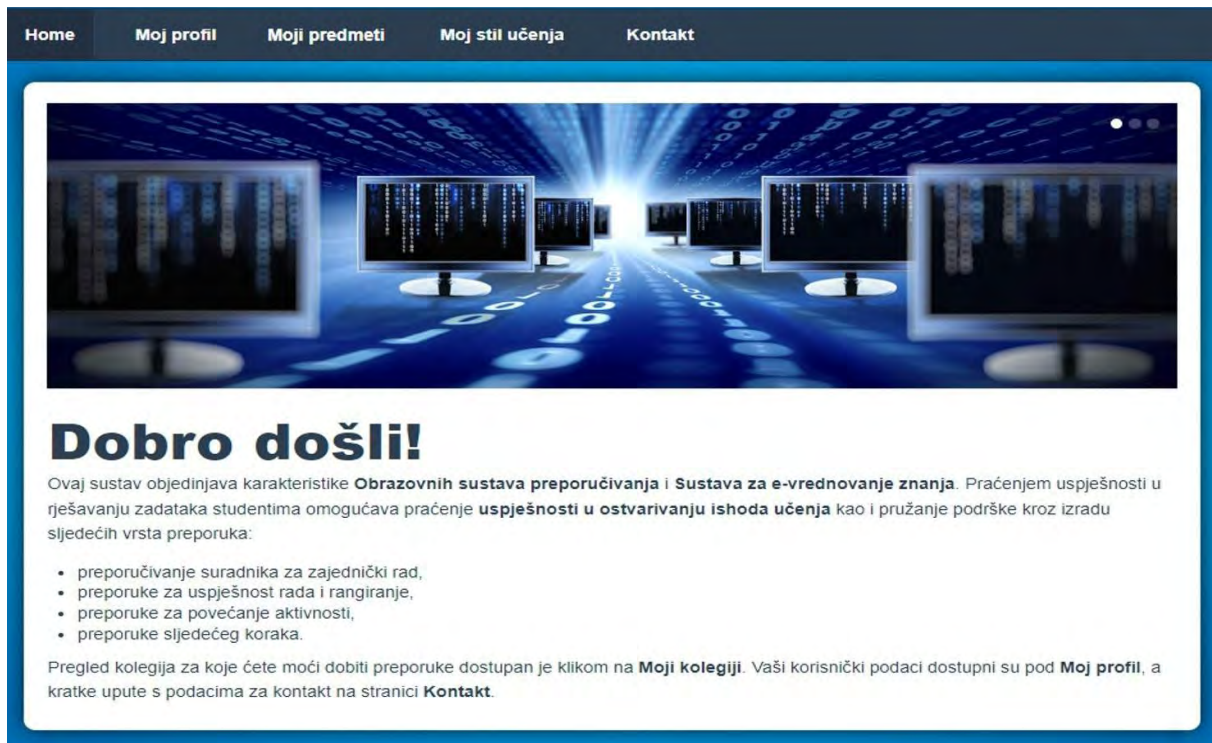 Home Moj profil Moji predmeti Moj stil učenja Kontakt
Dobro došli!
Ovaj sustav objedinjava karakteristike Obrazovnih sustava preporučivanja i Sustava za e-vrednovanje znanja. Praćenjem uspješnosti u
rješavanju zadataka studentima omogućava praćenje uspješnosti u ostvarivanju ishoda učenja kao i pružanje podrške kroz izradu
sljedećih vrsta preporuka:
• preporučivanje suradnika za zajednički rad,
• preporuke za uspješnost rada i rangiranje,
• preporuke za povećanje aktivnosti,
• preporuke sljedećeg koraka.
Pregled kolegija za koje ćete moći dobiti preporuke dostupan je klikom na Moji kolegiji. Vaši korisnički podaci dostupni su pod Moj profil, a
kratke upute s podacima za kontakt na stranici Kontakt.